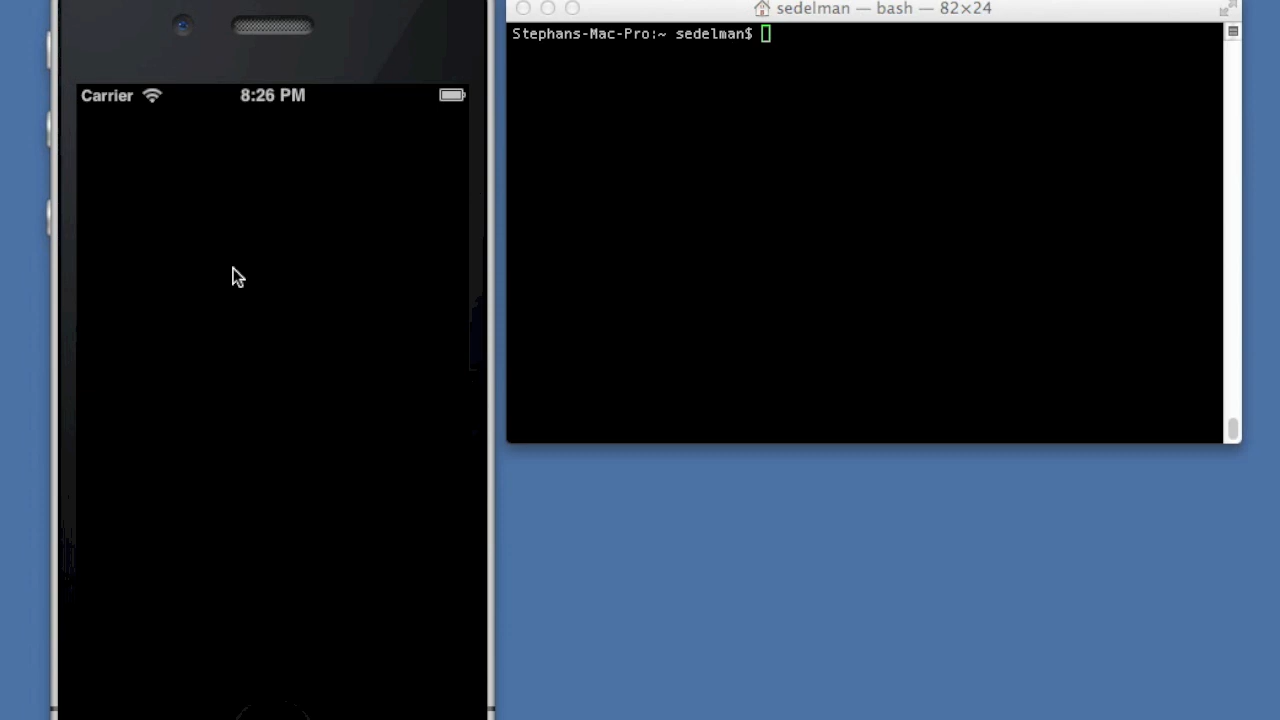 sedelman — bash — 82×24
Stephans-Mac-Pro:~ sedelman$
Carrier 8:26 PM